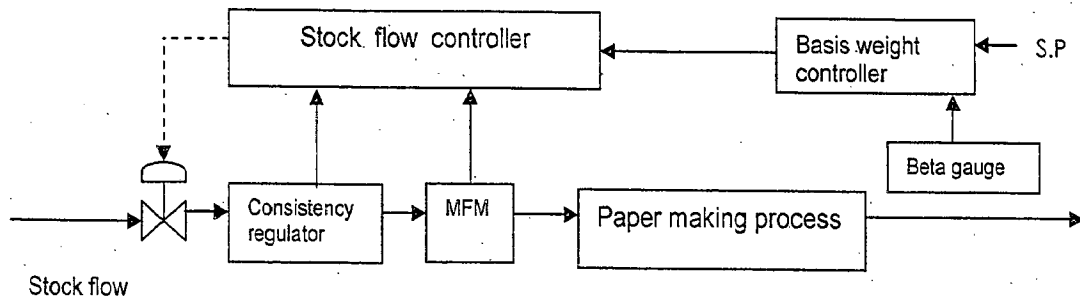 Stock flow controller
Basis weight
controller
S.P
Beta gauge
Consistency
regulator
MFM
Paper making process
Stock flow